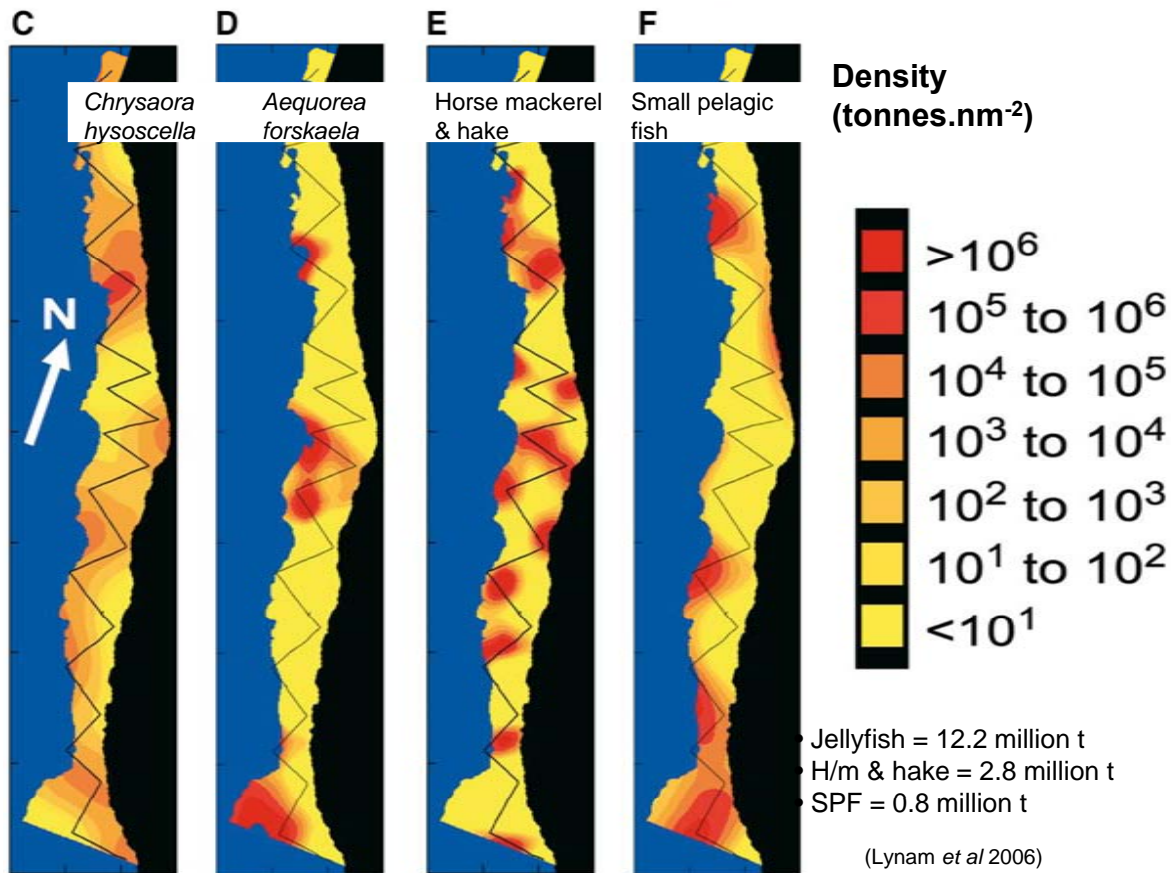 C
D
E
F
Chrysaora
hysoscella
Aequorea
forskaela
Horse mackerel
& hake
Small pelagic
fish
Density
(tonnes.nm⁻²)
N
>10⁶
10⁵ to 10⁶
10⁴ to 10⁵
10³ to 10⁴
10² to 10³
10¹ to 10²
<10¹
• Jellyfish = 12.2 million t
• H/m & hake = 2.8 million t
• SPF = 0.8 million t
(Lynam et al 2006)